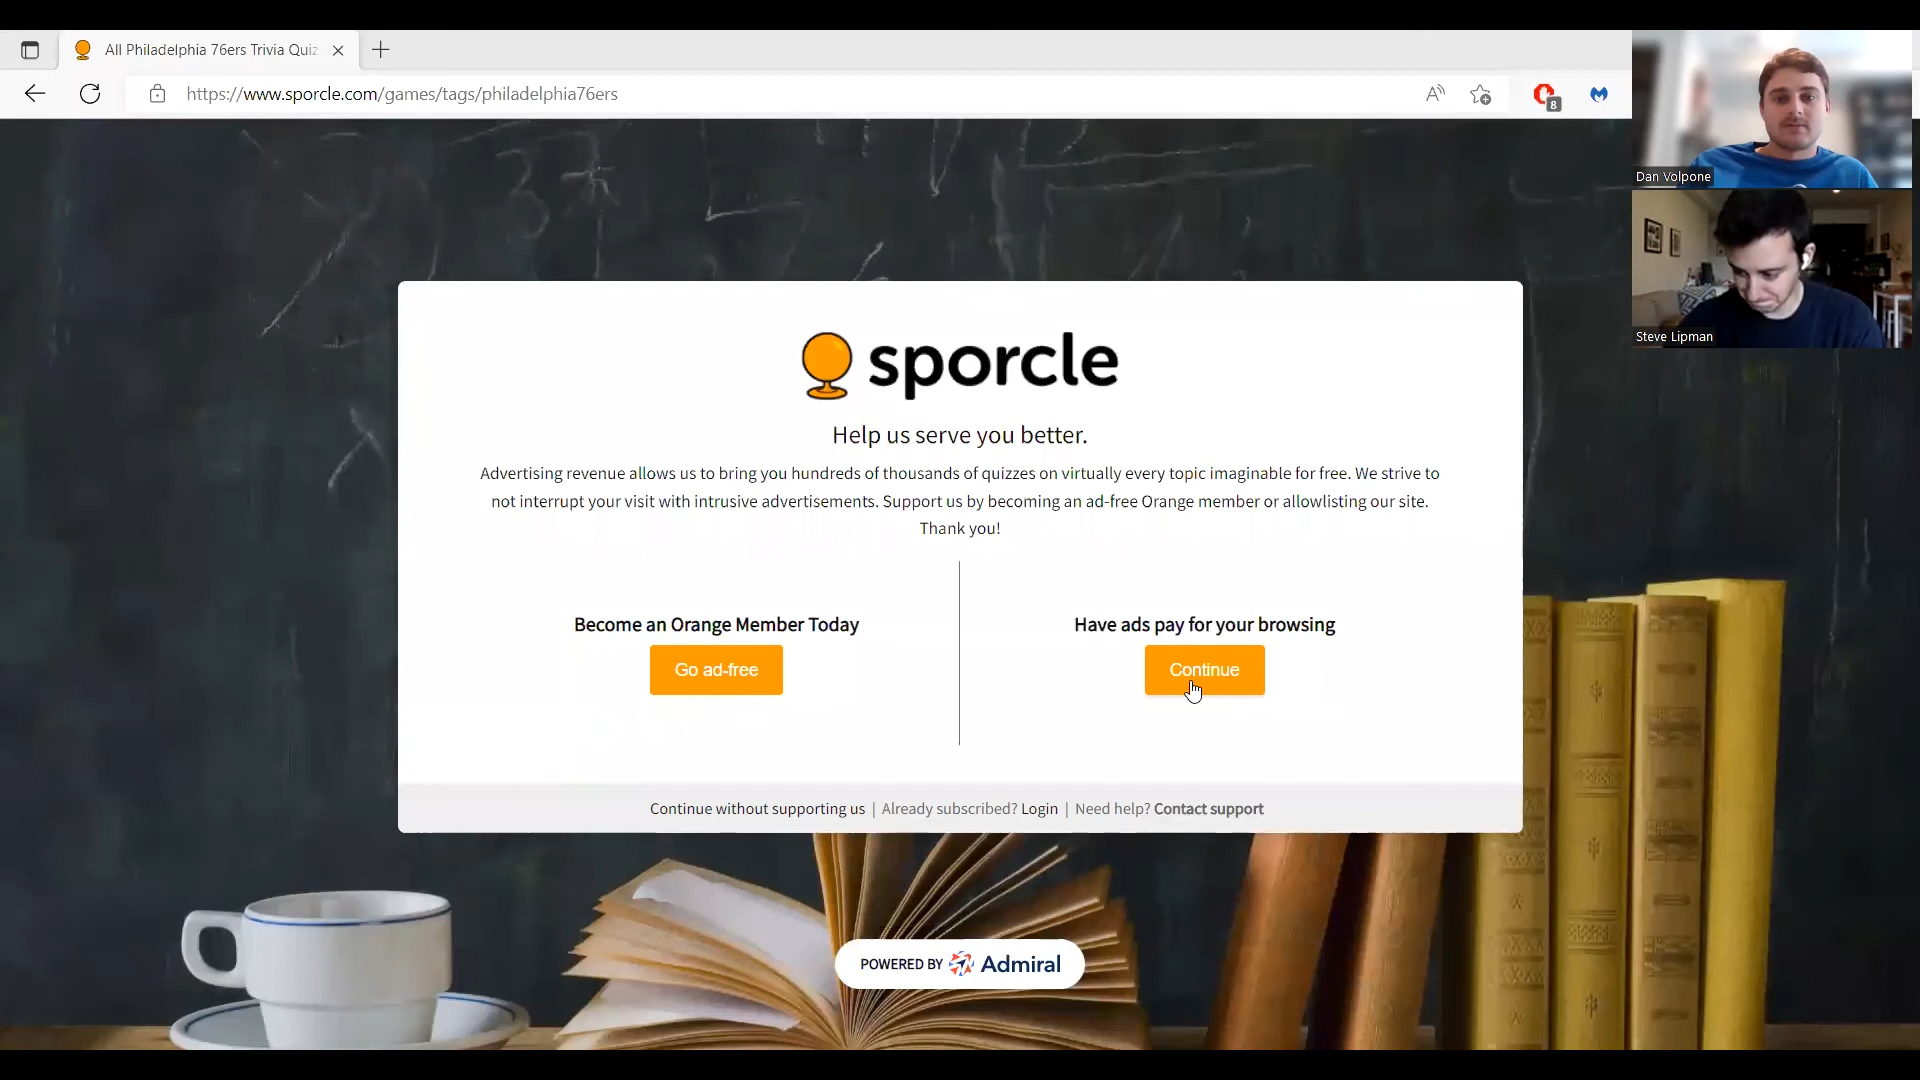 All Philadelphia 76ers Trivia Quiz
https://www.sporcle.com/games/tags/philadelphia76ers
8
Dan Volpone
Steve Lipman
sporcle
Help us serve you better.
Advertising revenue allows us to bring you hundreds of thousands of quizzes on virtually every topic imaginable for free. We strive to
not interrupt your visit with intrusive advertisements. Support us by becoming an ad-free Orange member or allowlisting our site.
Thank you!
Become an Orange Member Today
Go ad-free
Have ads pay for your browsing
Continue
Continue without supporting us | Already subscribed? Login | Need help? Contact support
POWERED BY Admiral